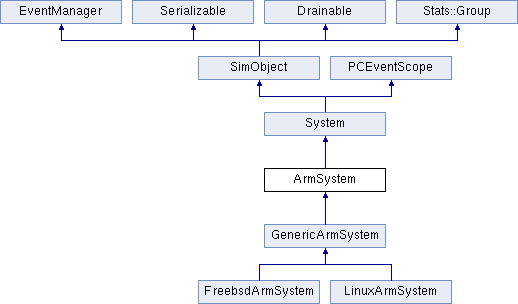 EventManager Serializable Drainable Stats::Group
SimObject PCEventScope
System
ArmSystem
GenericArmSystem
FreebsdArmSystem LinuxArmSystem